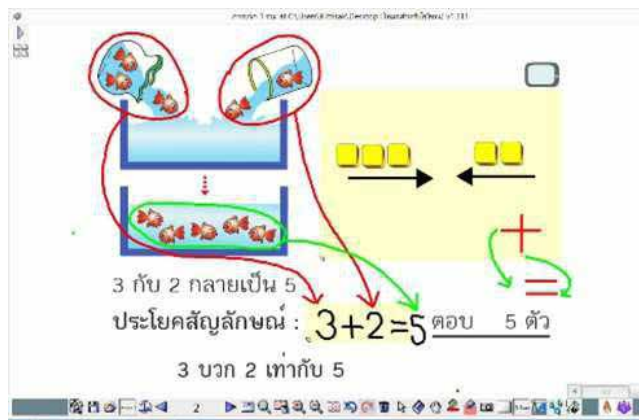 3 กับ 2 กลายเป็น 5
+
=
ประโยคสัญลักษณ์ : 3+2=5 ตอบ 5 ตัว
3 บวก 2 เท่ากับ 5
2